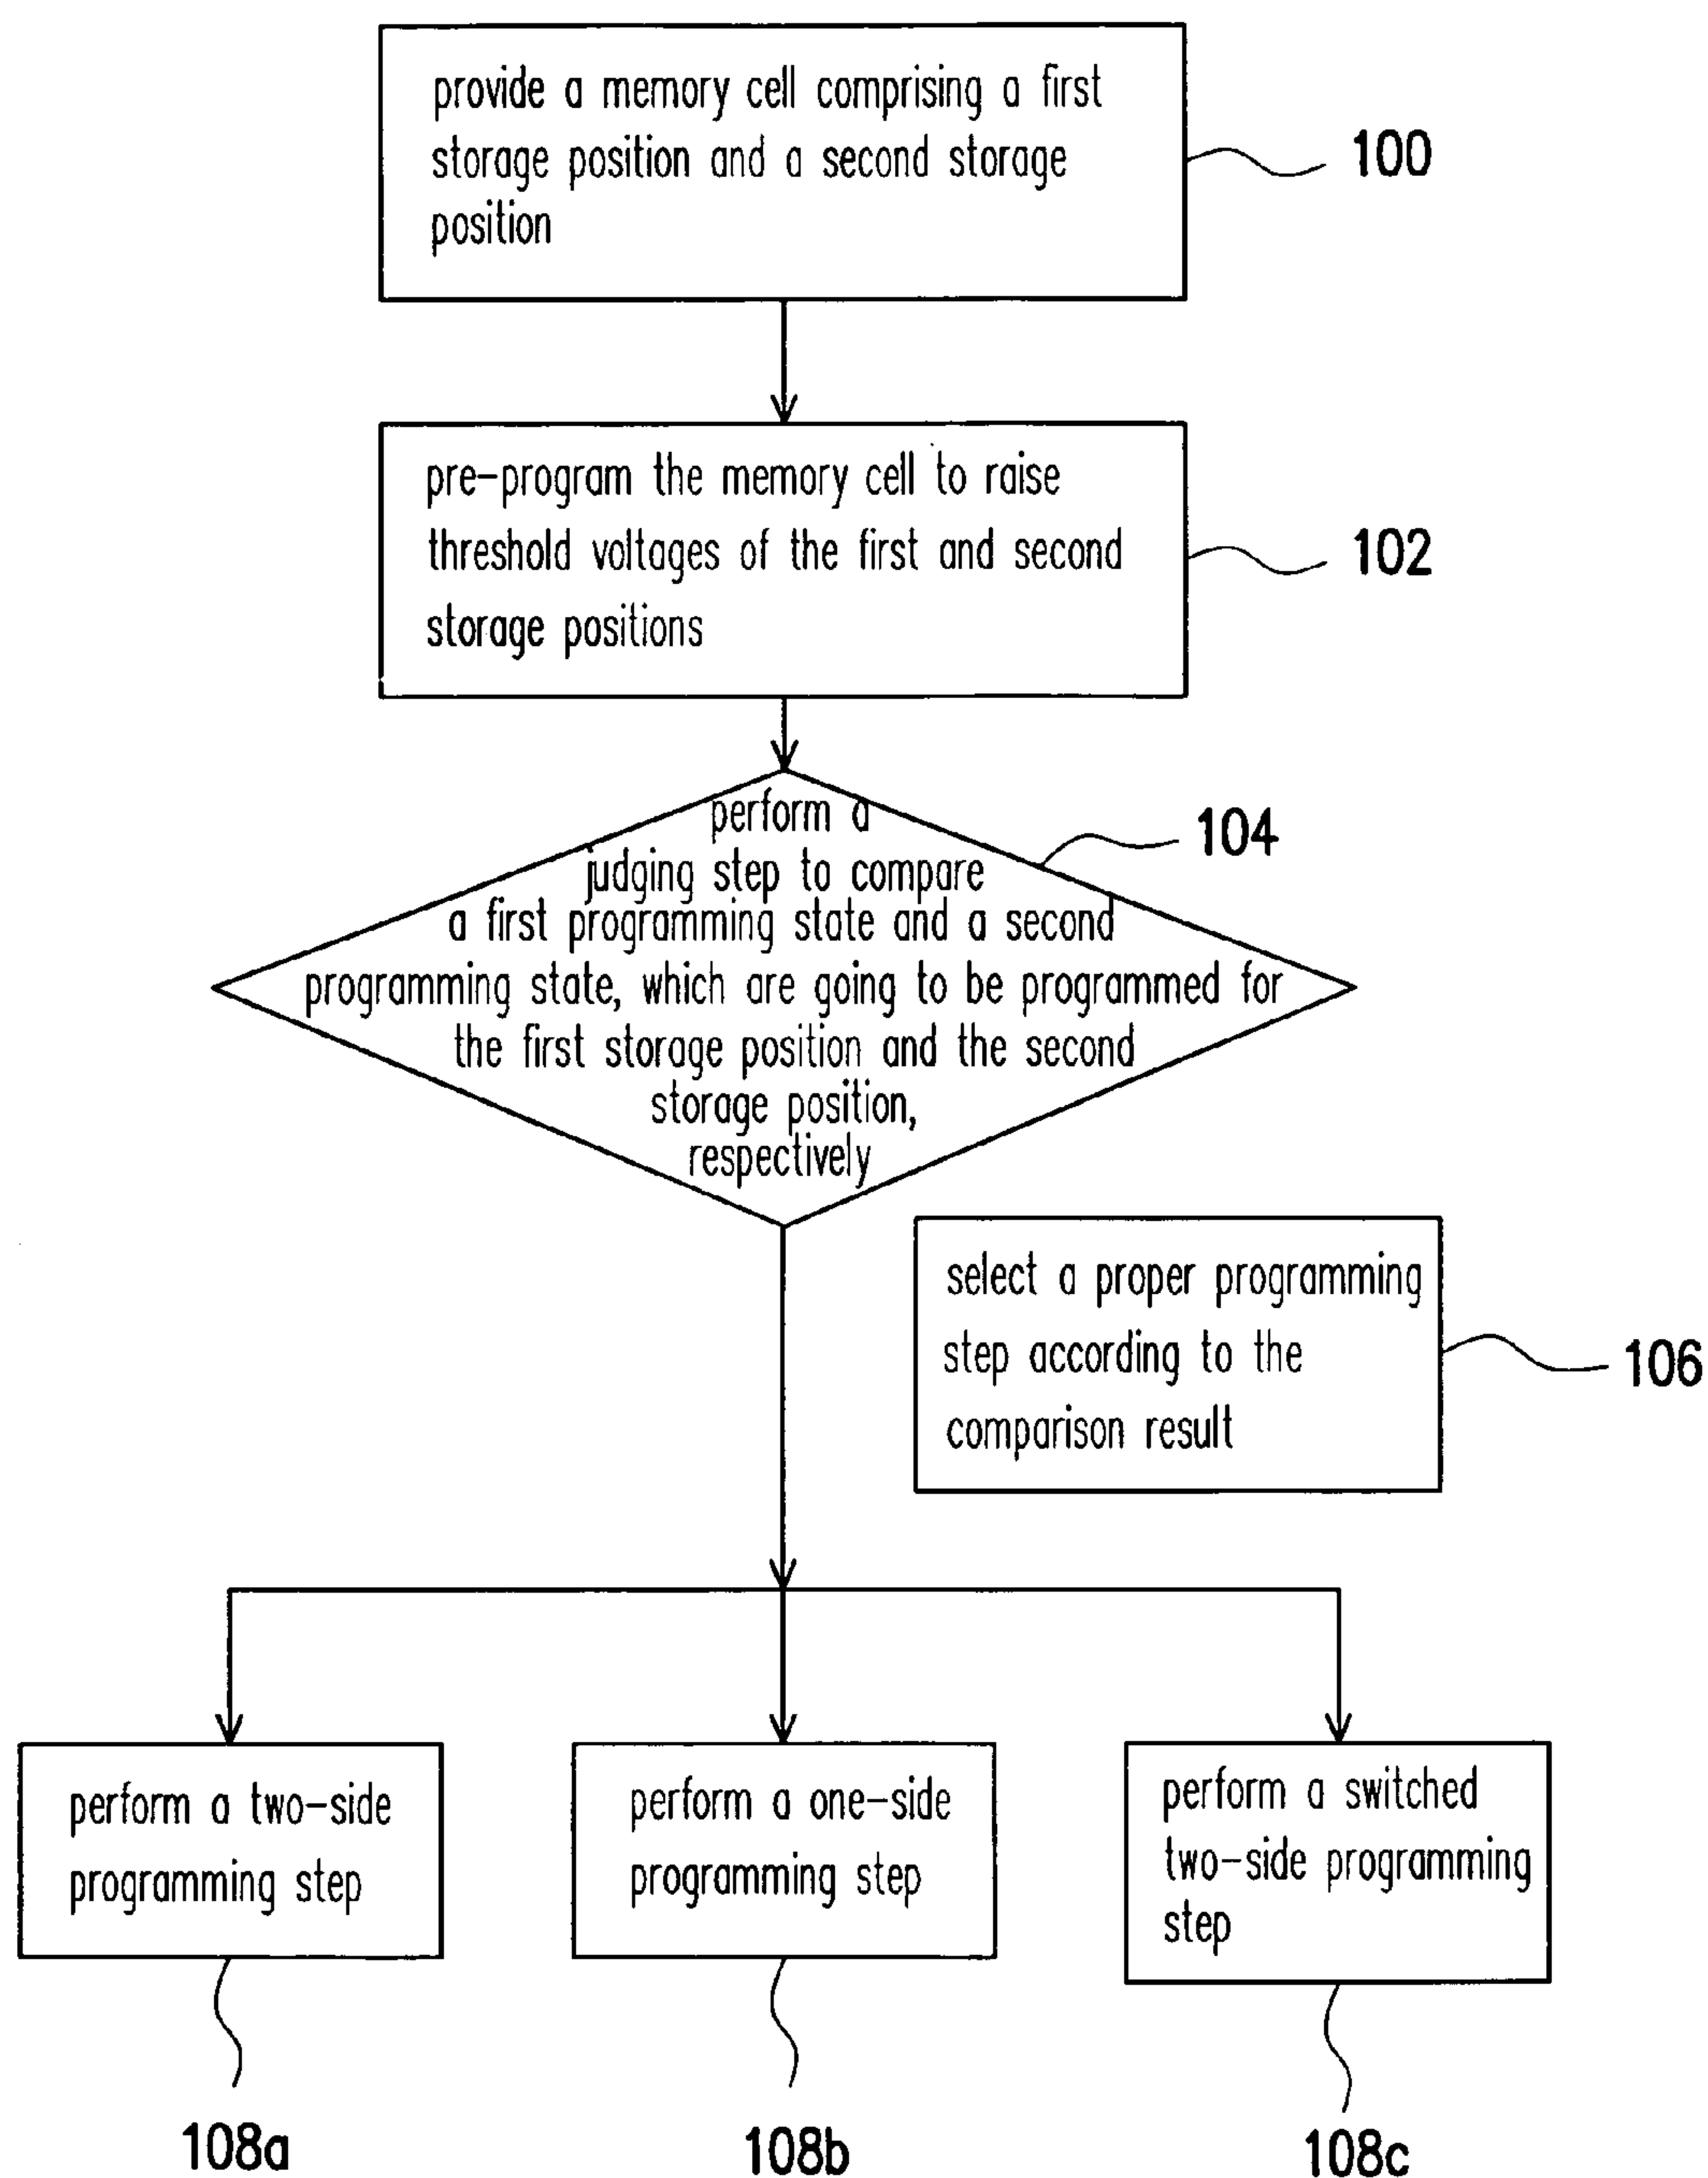 provide a memory cell comprising a first
storage position and a second storage
position
100
pre-program the memory cell to raise
threshold voltages of the first and second
storage positions
102
perform a
judging step to compare
a first programming state and a second
programming state, which are going to be programmed for
the first storage position and the second
storage position,
respectively
104
select a proper programming
step according to the
comparison result
106
perform a two-side
programming step
108a
perform a one-side
programming step
108b
perform a switched
two-side programming
step
108c